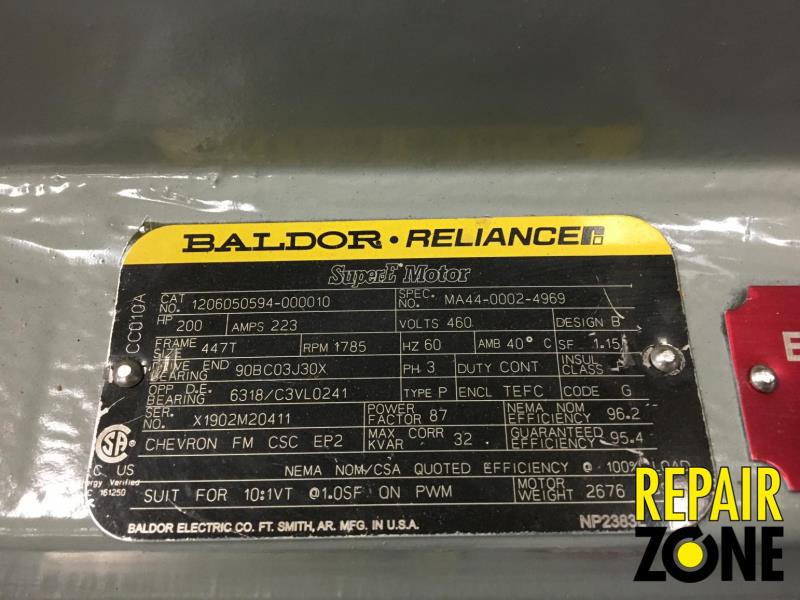 BALDOR · RELIANCE
SuperE Motor
CC010A
CAT NO. 1206050594-000010 SPEC. NO. MA44-0002-4969
HP 200 AMPS 223 VOLTS 460 DESIGN B
FRAME SIZE 447T RPM 1785 HZ 60 AMB 40° C SF 1.15
DRIVE END BEARING 90BC03J30X PH 3 DUTY CONT INSUL CLASS
OPP D.E. BEARING 6318/C3VL0241 TYPE P ENCL TEFC CODE G
SER. NO. X1902M20411 POWER FACTOR 87 NEMA NOM EFFICIENCY 96.2
CHEVRON FM CSC EP2 MAX CORR KVAR 32 GUARANTEED EFFICIENCY 95.4
NEMA NOM/CSA QUOTED EFFICIENCY @
SUIT FOR 10:1VT @1.0SF ON PWM MOTOR WEIGHT 2676
SA
C US
Verified
161250
BALDOR ELECTRIC CO. FT. SMITH, AR. MFG. IN U.S.A.
E
REPAIR
ZONE